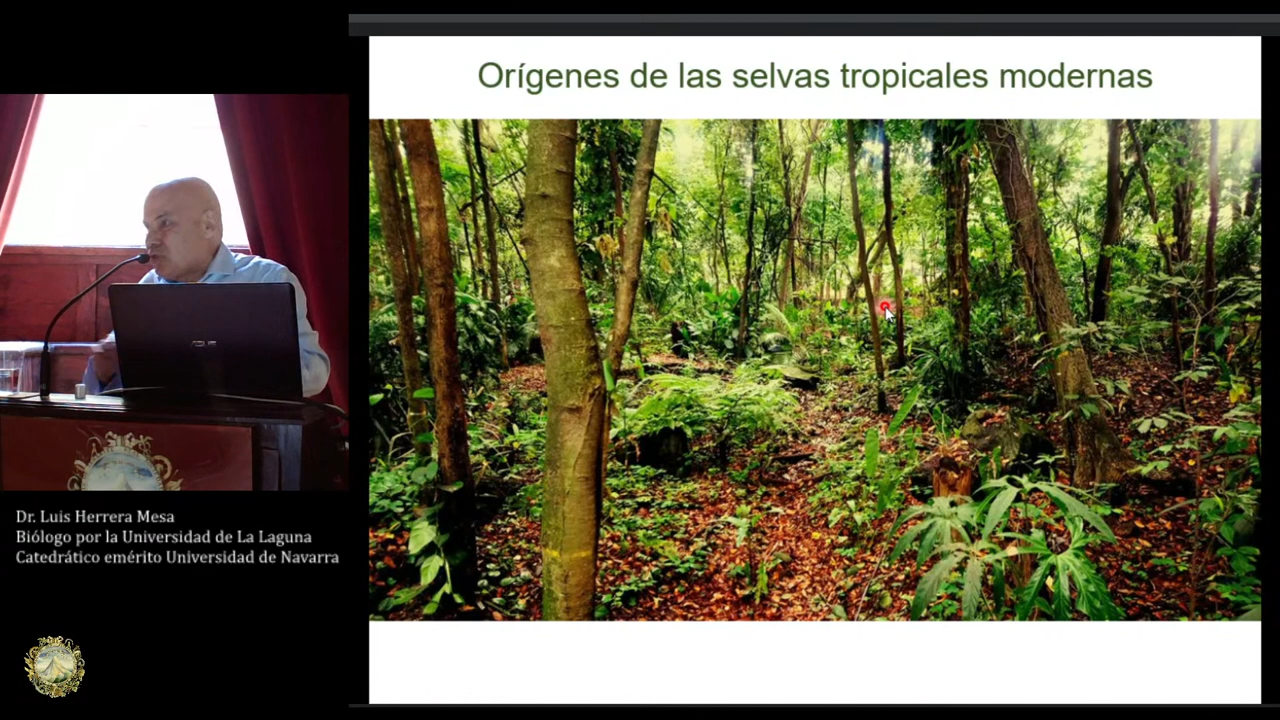 Orígenes de las selvas tropicales modernas
ASUS
Dr. Luis Herrera Mesa
Biólogo por la Universidad de La Laguna
Catedrático emérito Universidad de Navarra